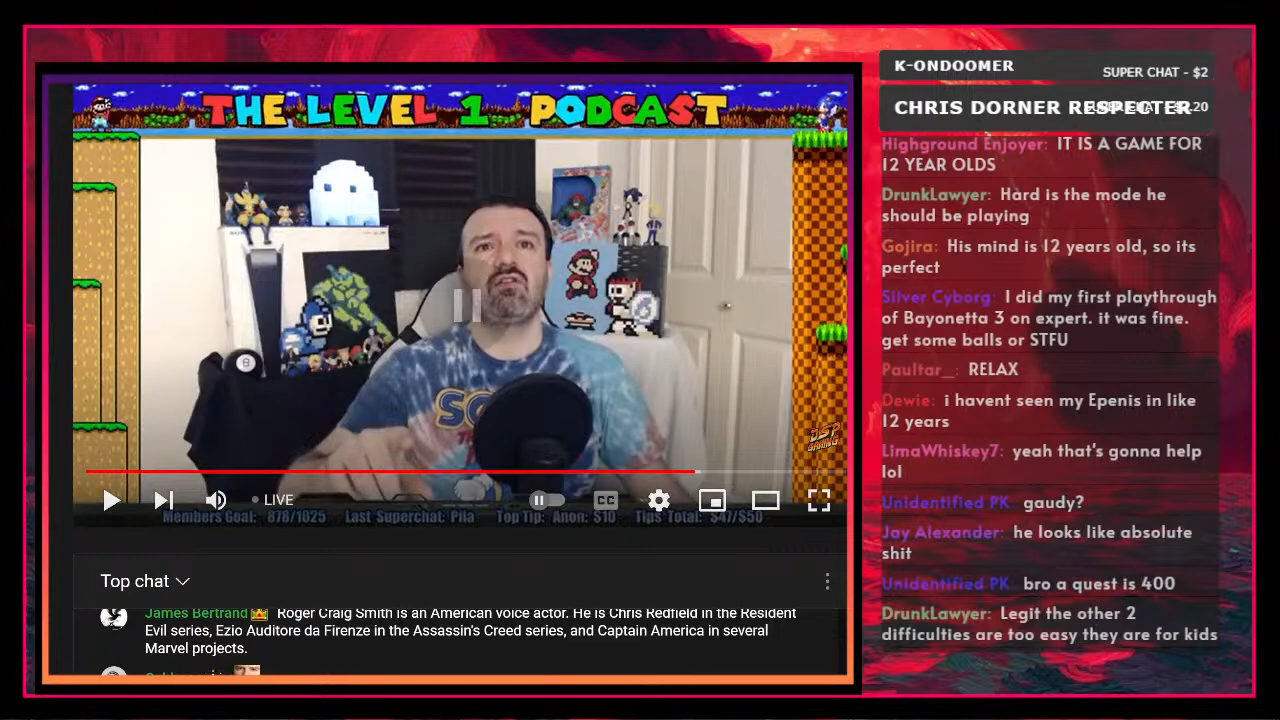 THE LEVEL 1 PODCAST
8
SO
DSP
GAMING
LIVE
CC
Members Goal: 878/1025 Last Superchat: Piia Top Tip: Anon: $10 Tips Total: $47/$50
Top chat
James Bertrand Roger Craig Smith is an American voice actor. He is Chris Redfield in the Resident
Evil series, Ezio Auditore da Firenze in the Assassin's Creed series, and Captain America in several
Marvel projects.
K-ONDOOMER
SUPER CHAT - $2
CHRIS DORNER RESPECTER
Highground Enjoyer: IT IS A GAME FOR
12 YEAR OLDS
DrunkLawyer: Hard is the mode he
should be playing
Gojira: His mind is 12 years old, so its
perfect
Silver Cyborg: I did my first playthrough
of Bayonetta 3 on expert. it was fine.
get some balls or STFU
Paultar_: RELAX
Dewie: i havent seen my Epenis in like
12 years
LimaWhiskey7: yeah that's gonna help
lol
Unidentified PK: gaudy?
Jay Alexander: he looks like absolute
shit
Unidentified PK: bro a quest is 400
DrunkLawyer: Legit the other 2
difficulties are too easy they are for kids